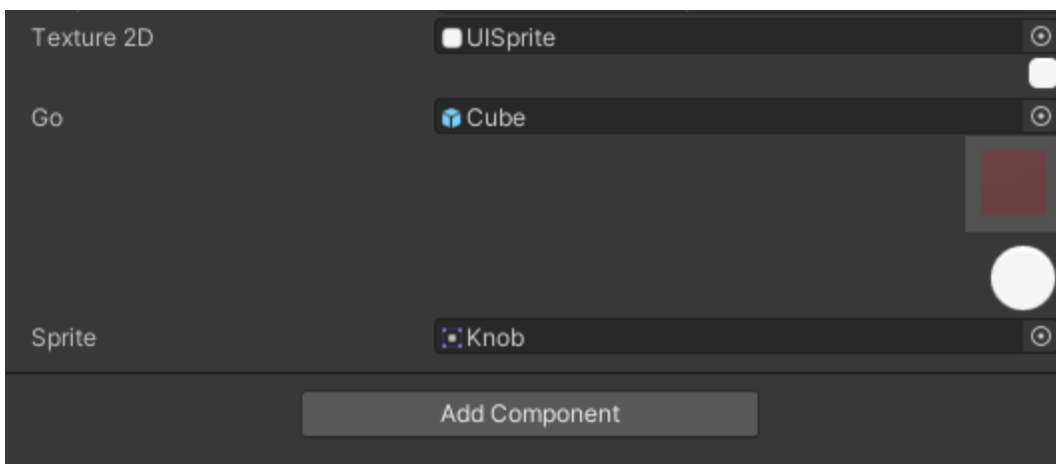 Texture 2D UISprite
Go Cube
Sprite Knob
Add Component